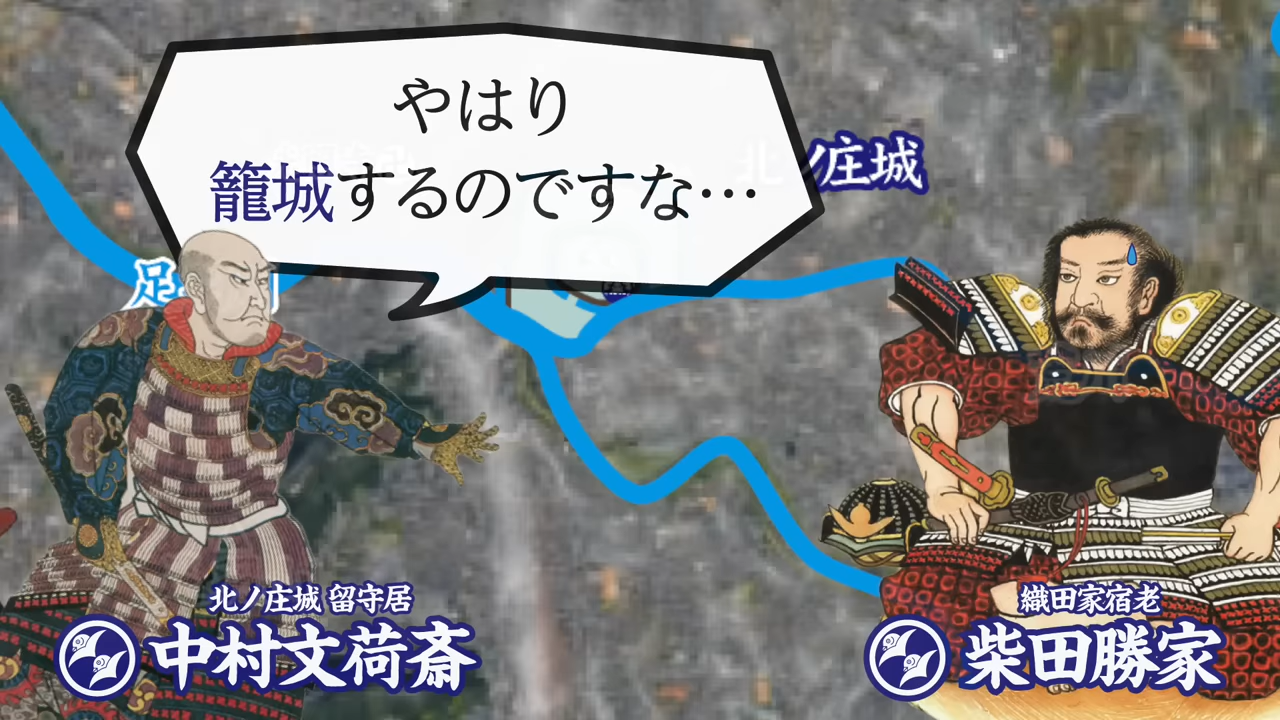 やはり
籠城するのですな…
北ノ庄城
足
北ノ庄城 留守居
中村文荷斎
織田家宿老
柴田勝家